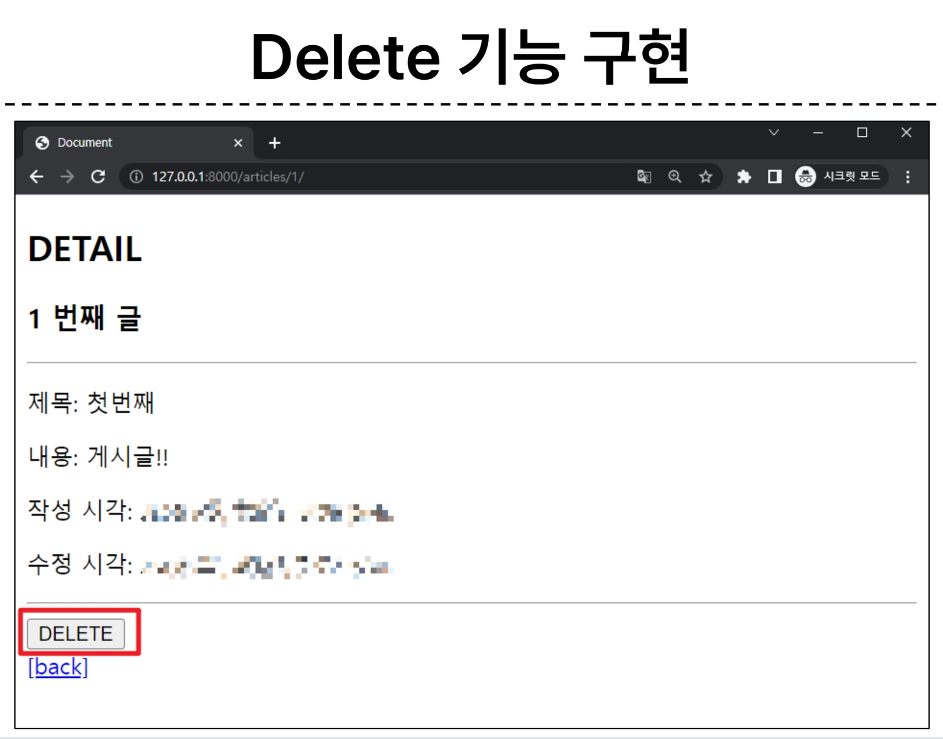 Delete 기능 구현
Document
127.0.0.1:8000/articles/1/
시크릿 모드
DETAIL
1 번째 글
제목: 첫번째
내용: 게시글!!
작성 시각:
수정 시각:
DELETE
[back]